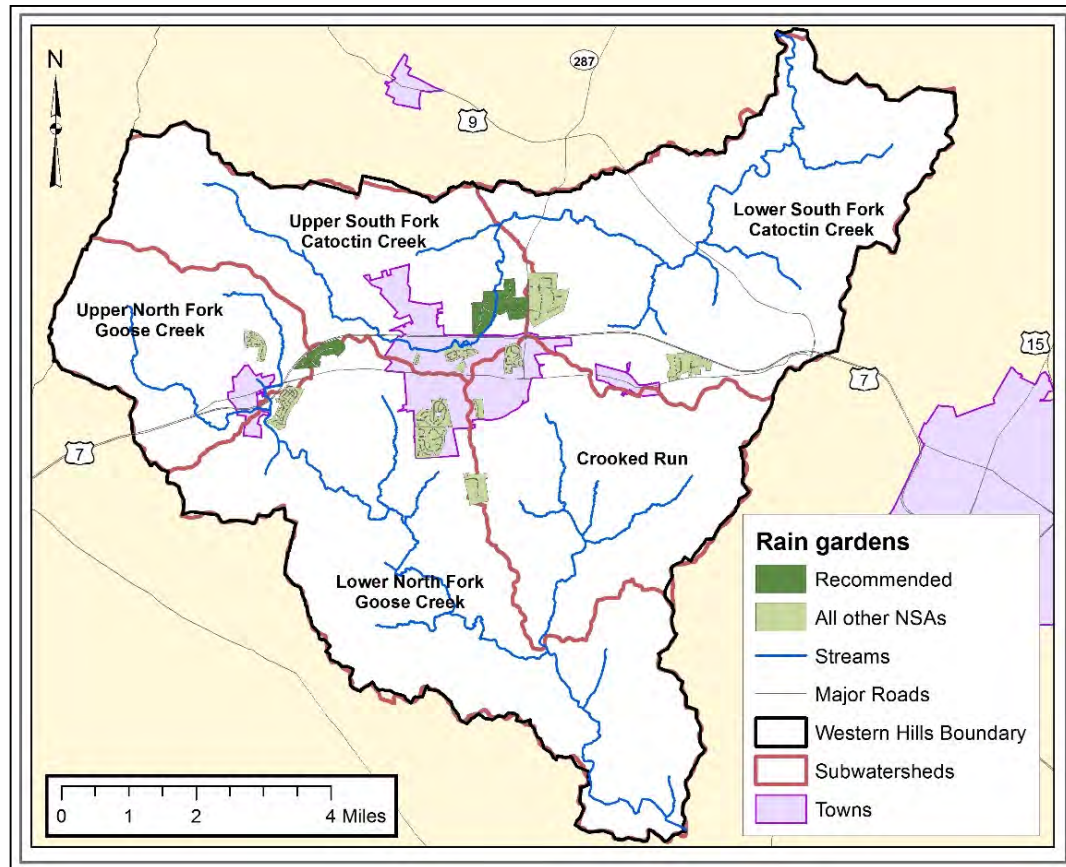 N
287
9
Upper South Fork
Catoctin Creek
Lower South Fork
Catoctin Creek
Upper North Fork
Goose Creek
15
7
7
Crooked Run
Lower North Fork
Goose Creek
Rain gardens
Recommended
All other NSAs
Streams
Major Roads
Western Hills Boundary
Subwatersheds
Towns
0 1 2 4 Miles